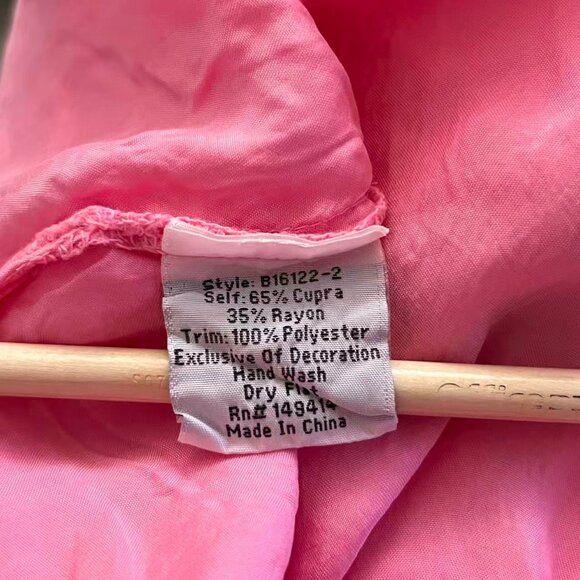 Style: B16122-2
Self: 65% Cupra
35% Rayon
Trim: 100% Polyester
Exclusive Of Decoration
Hand Wash
Dry Flat
Rn# 149414
Made In China